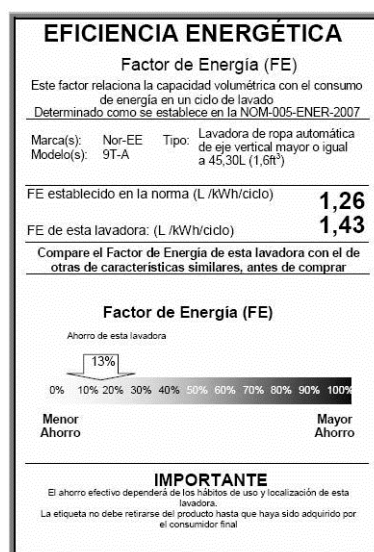 EFICIENCIA ENERGÉTICA
Factor de Energía (FE)
Este factor relaciona la capacidad volumétrica con el consumo
de energía en un ciclo de lavado
Determinado como se establece en la NOM-005-ENER-2007
Marca(s): Nor-EE Tipo: Lavadora de ropa automática
Modelo(s): 9T-A de eje vertical mayor o igual
a 45,30L (1,6ft³)
FE establecido en la norma (L /kWh/ciclo) 1,26
FE de esta lavadora: (L /kWh/ciclo) 1,43
Compare el Factor de Energía de esta lavadora con el de
otras de características similares, antes de comprar
Factor de Energía (FE)
Ahorro de esta lavadora
13%
0% 10% 20% 30% 40% 50% 60% 70% 80% 90% 100%
Menor Mayor
Ahorro Ahorro
IMPORTANTE
El ahorro efectivo dependerá de los hábitos de uso y localización de esta
lavadora.
La etiqueta no debe retirarse del producto hasta que haya sido adquirido por
el consumidor final